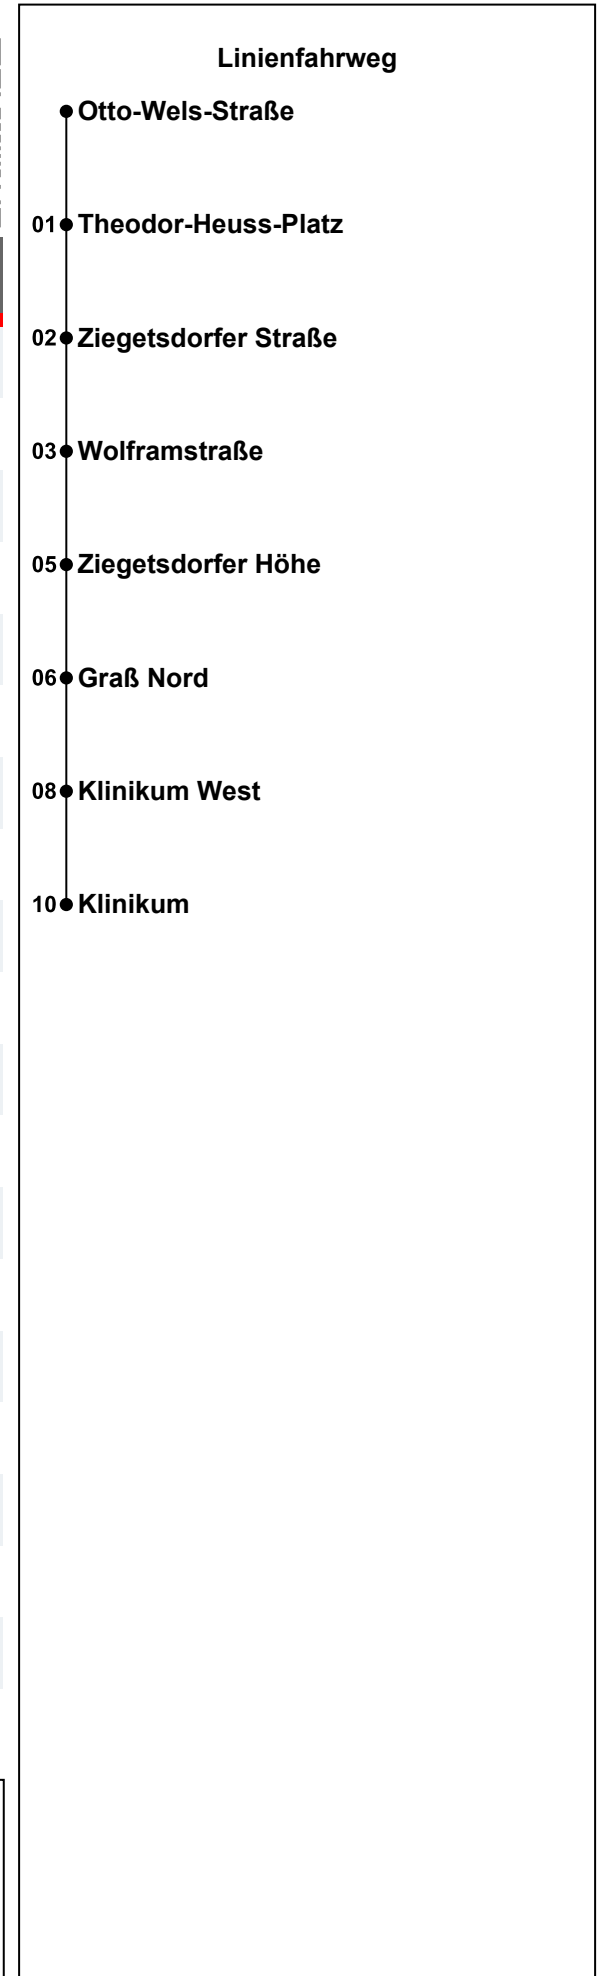 Linienfahrweg
Otto-Wels-Straße
01 Theodor-Heuss-Platz
02 Ziegetsdorfer Straße
03 Wolframstraße
05 Ziegetsdorfer Höhe
06 Graß Nord
08 Klinikum West
10 Klinikum